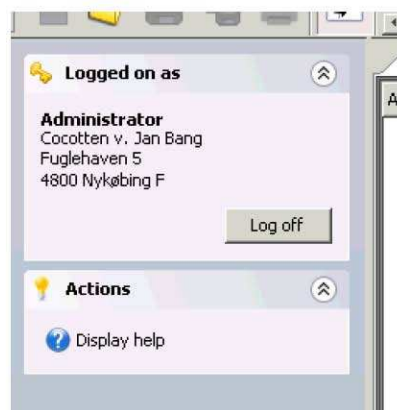 Logged on as
Administrator
Cocotten v. Jan Bang
Fuglehaven 5
4800 Nykøbing F
Log off
Actions
Display help
A